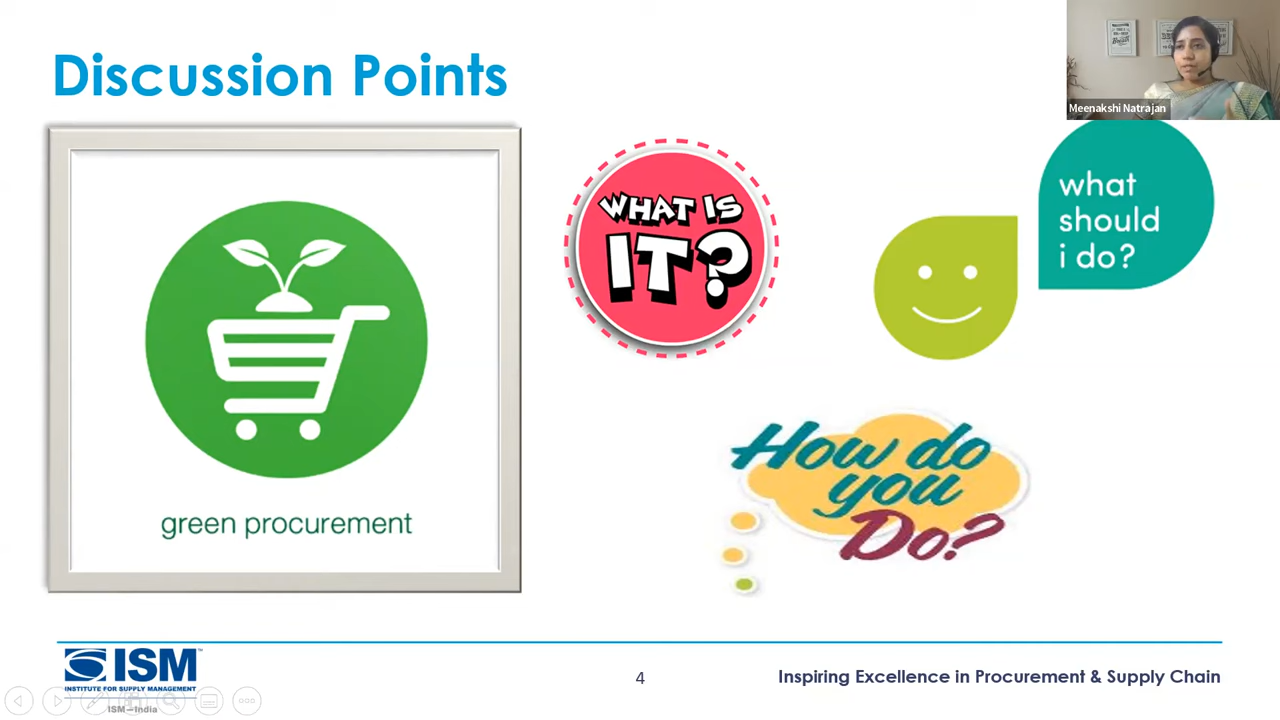 Discussion Points
Meenakshi Natrajan
WHAT IS
IT?
what
should
i do?
green procurement
How do
you
Do?
ISM™
INSTITUTE FOR SUPPLY MANAGEMENT
ISM—India
4
Inspiring Excellence in Procurement & Supply Chain